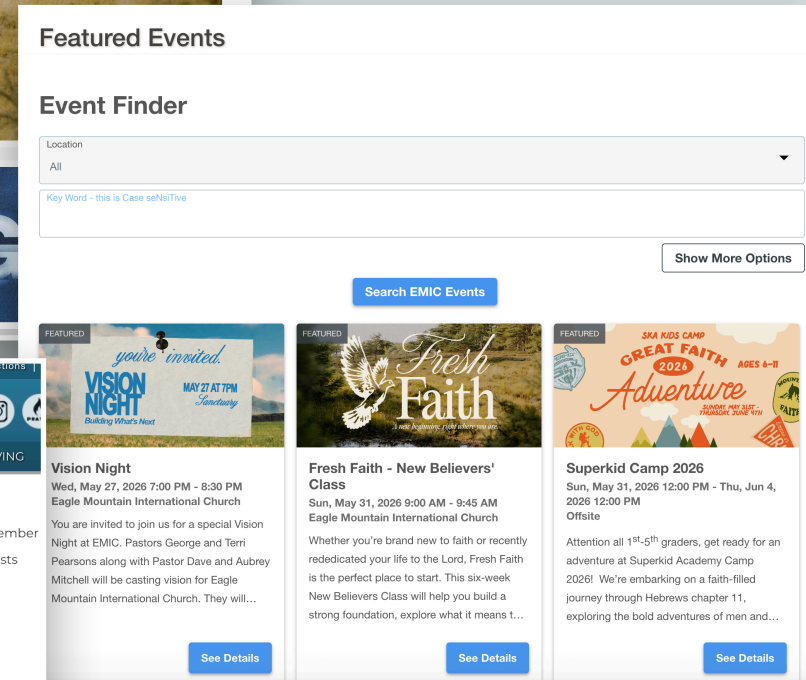 Featured Events
Event Finder
Location
All
Key Word - this is Case seNsiTive
Show More Options
Search EMIC Events
FEATURED
you're invited.
VISION
NIGHT
Building What's Next
MAY 27 AT 7PM
Sanctuary
FEATURED
Fresh
Faith
A new beginning right where you are.
FEATURED
SKA KIDS CAMP
GREAT FAITH
2026
AGES 6-11
Adventure
SUNDAY, MAY 31ST -
THURSDAY, JUNE 4TH
WITH GOD
MOUNT
FAITH
CHRIST
Vision Night
Wed, May 27, 2026 7:00 PM - 8:30 PM
Eagle Mountain International Church
You are invited to join us for a special Vision
Night at EMIC. Pastors George and Terri
Pearsons along with Pastor Dave and Aubrey
Mitchell will be casting vision for Eagle
Mountain International Church. They will…
See Details
Fresh Faith - New Believers'
Class
Sun, May 31, 2026 9:00 AM - 9:45 AM
Eagle Mountain International Church
Whether you're brand new to faith or recently
rededicated your life to the Lord, Fresh Faith
is the perfect place to start. This six-week
New Believers Class will help you build a
strong foundation, explore what it means t…
See Details
Superkid Camp 2026
Sun, May 31, 2026 12:00 PM - Thu, Jun 4,
2026 12:00 PM
Offsite
Attention all 1st-5th graders, get ready for an
adventure at Superkid Academy Camp
2026! We're embarking on a faith-filled
journey through Hebrews chapter 11,
exploring the bold adventures of men and…
See Details
ctions |
VING
ember
sts